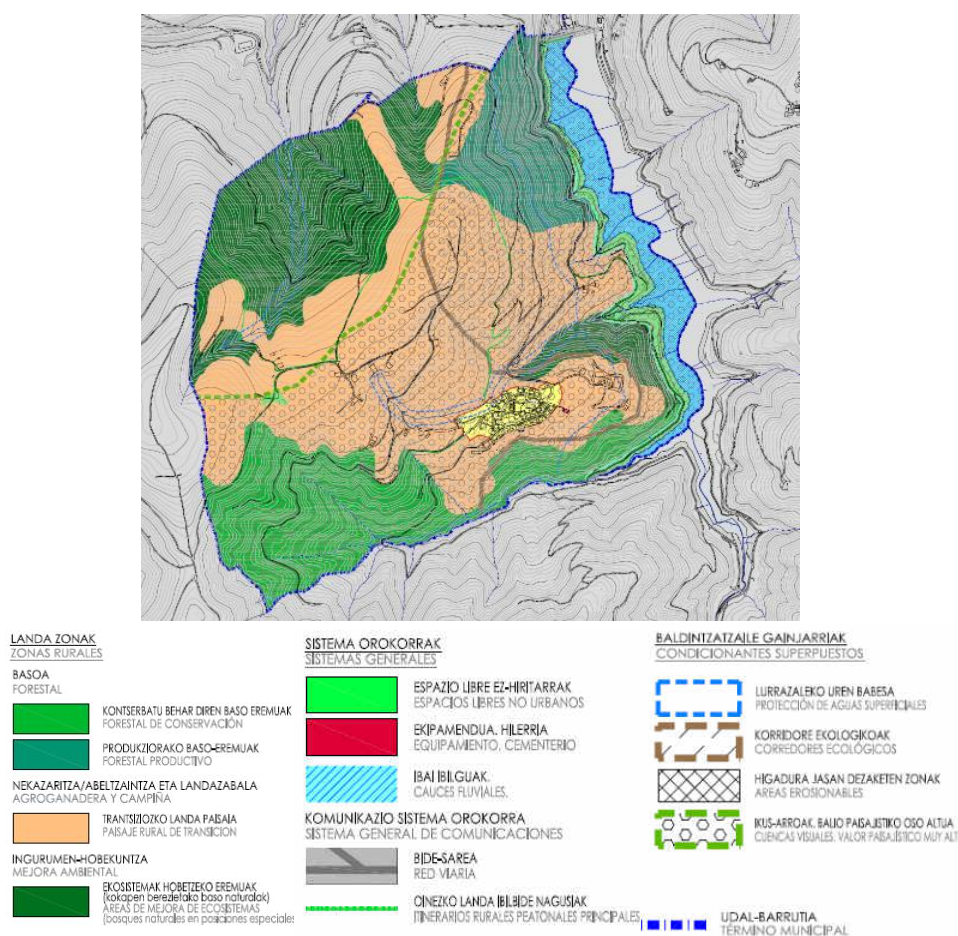 LANDA ZONAK
ZONAS RURALES
BASOA
FORESTAL
KONTSERBATU BEHAR DIREN BASO EREMUAK
FORESTAL DE CONSERVACIÓN
PRODUKZIORAKO BASO-EREMUAK
FORESTAL PRODUCTIVO
NEKAZARITZA/ABELTZAINTZA ETA LANDAZABALA
AGROGANADERA Y CAMPIÑA
TRANTSIZIOZKO LANDA PAISAIA
PAISAJE RURAL DE TRANSICION
INGURUMEN-HOBEKUNTZA
MEJORA AMBIENTAL
EKOSISTEMAK HOBETZEKO EREMUAK
(kokapen berezietako baso naturalak)
ÁREAS DE MEJORA DE ECOSISTEMAS
(bosques naturales en posiciones especiales
SISTEMA OROKORRAK
SISTEMAS GENERALES
ESPAZIO LIBRE EZ-HIRITARRAK
ESPACIOS LIBRES NO URBANOS
EKIPAMENDUA. HILERRIA
EQUIPAMIENTO, CEMENTERIO
IBAI IBILGUAK.
CAUCES FLUVIALES.
KOMUNIKAZIO SISTEMA OROKORRA
SISTEMA GENERAL DE COMUNICACIONES
BIDE-SAREA
RED VIARIA
OINEZKO LANDA IBILBIDE NAGUSIAK
ITINERARIOS RURALES PEATONALES PRINCIPALES
BALDINTZATZAILE GAINJARRIAK
CONDICIONANTES SUPERPUESTOS
LURRAZALEKO UREN BABESA
PROTECCIÓN DE AGUAS SUPERFICIALES
KORRIDORE EKOLOGIKOAK
CORREDORES ECOLÓGICOS
HIGADURA JASAN DEZAKETEN ZONAK
AREAS EROSIONABLES
IKUS-ARROAK. BALIO PAISAJISTIKO OSO ALTUA
CUENCAS VISUALES. VALOR PAISAJÍSTICO MUY ALT
UDAL-BARRUTIA
TÉRMINO MUNICIPAL